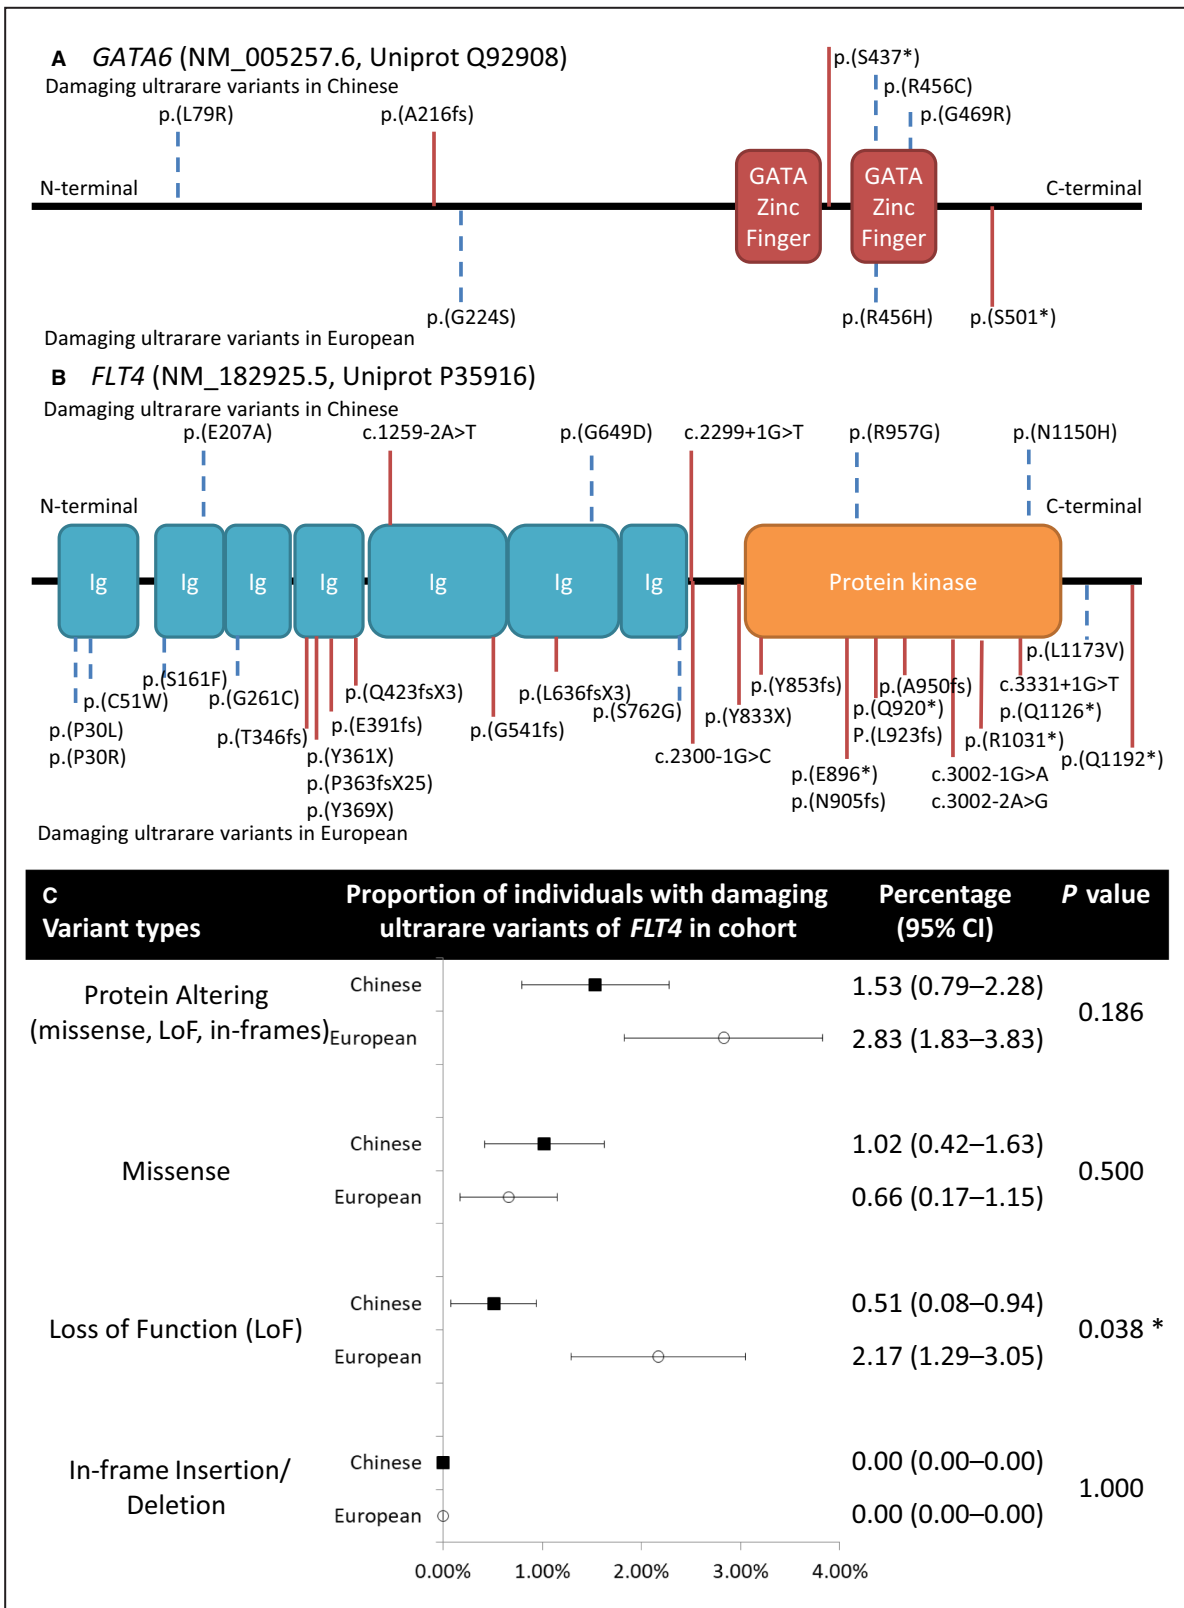 A GATA6 (NM_005257.6, Uniprot Q92908)
Damaging ultrarare variants in Chinese
p.(S437*)
p.(R456C)
p.(L79R) p.(A216fs) p.(G469R)
N-terminal C-terminal
GATA Zinc Finger
GATA Zinc Finger
p.(G224S) p.(R456H) p.(S501*)
Damaging ultrarare variants in European
B FLT4 (NM_182925.5, Uniprot P35916)
Damaging ultrarare variants in Chinese
p.(E207A) c.1259-2A>T p.(G649D) c.2299+1G>T p.(R957G) p.(N1150H)
N-terminal C-terminal
Ig Ig Ig Ig Ig Ig Ig Protein kinase
p.(P30L)
p.(P30R)
p.(C51W)
p.(S161F)
p.(G261C)
p.(T346fs)
p.(Y361X)
p.(P363fsX25)
p.(Y369X)
p.(E391fs)
p.(Q423fsX3)
p.(G541fs)
p.(L636fsX3)
p.(S762G)
c.2300-1G>C
p.(Y833X)
p.(Y853fs)
p.(E896*)
p.(N905fs)
p.(Q920*)
P.(L923fs)
p.(A950fs)
c.3002-1G>A
c.3002-2A>G
p.(R1031*)
c.3331+1G>T
p.(Q1126*)
p.(L1173V)
p.(Q1192*)
Damaging ultrarare variants in European
C
Variant types
Proportion of individuals with damaging
ultrarare variants of FLT4 in cohort
Percentage
(95% CI)
P value
Protein Altering
(missense, LoF, in-frames)
Chinese 1.53 (0.79–2.28)
European 2.83 (1.83–3.83)
0.186
Missense
Chinese 1.02 (0.42–1.63)
European 0.66 (0.17–1.15)
0.500
Loss of Function (LoF)
Chinese 0.51 (0.08–0.94)
European 2.17 (1.29–3.05)
0.038 *
In-frame Insertion/
Deletion
Chinese 0.00 (0.00–0.00)
European 0.00 (0.00–0.00)
1.000
0.00% 1.00% 2.00% 3.00% 4.00%